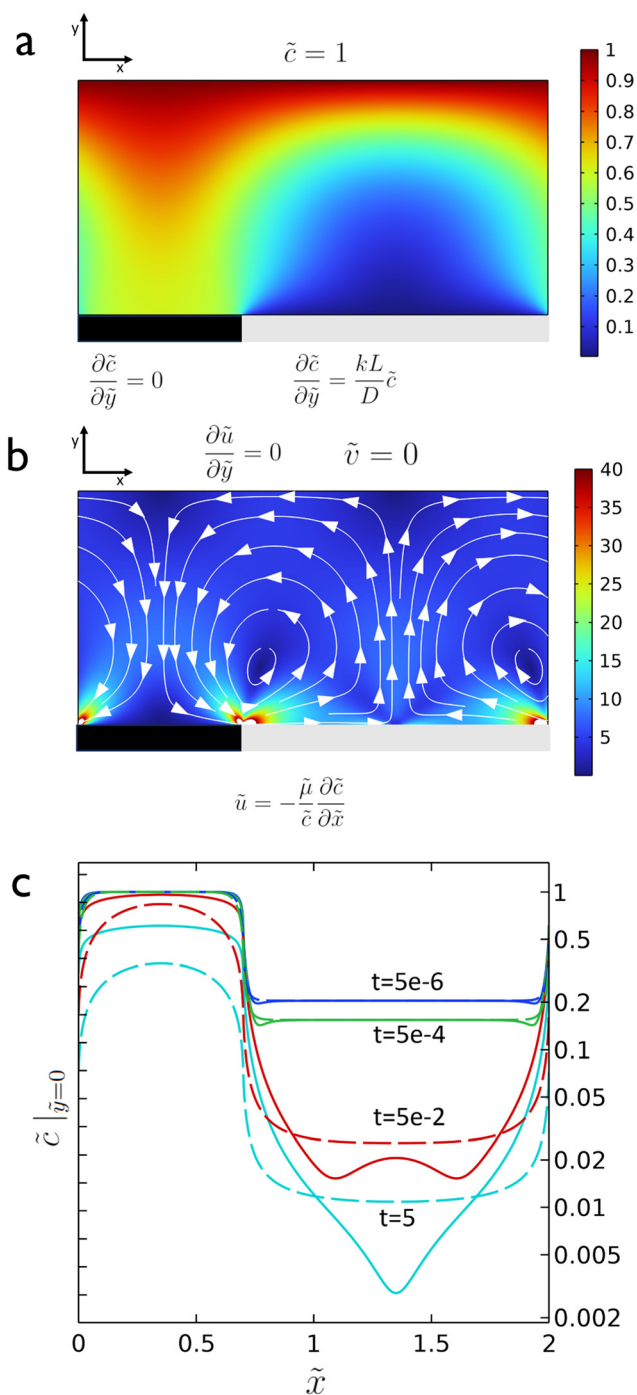 a
y
x
c̃ = 1
1
0.9
0.8
0.7
0.6
0.5
0.4
0.3
0.2
0.1
∂c̃/∂ỹ = 0
∂c̃/∂ỹ = kL/D c̃
b
y
x
∂ũ/∂ỹ = 0
ṽ = 0
40
35
30
25
20
15
10
5
ũ = −μ̃/c̃ ∂c̃/∂x̃
c
c̃ |ỹ=0
1
0.5
0.2
0.1
0.05
0.02
0.01
0.005
0.002
t=5e-6
t=5e-4
t=5e-2
t=5
0 0.5 1 1.5 2
x̃